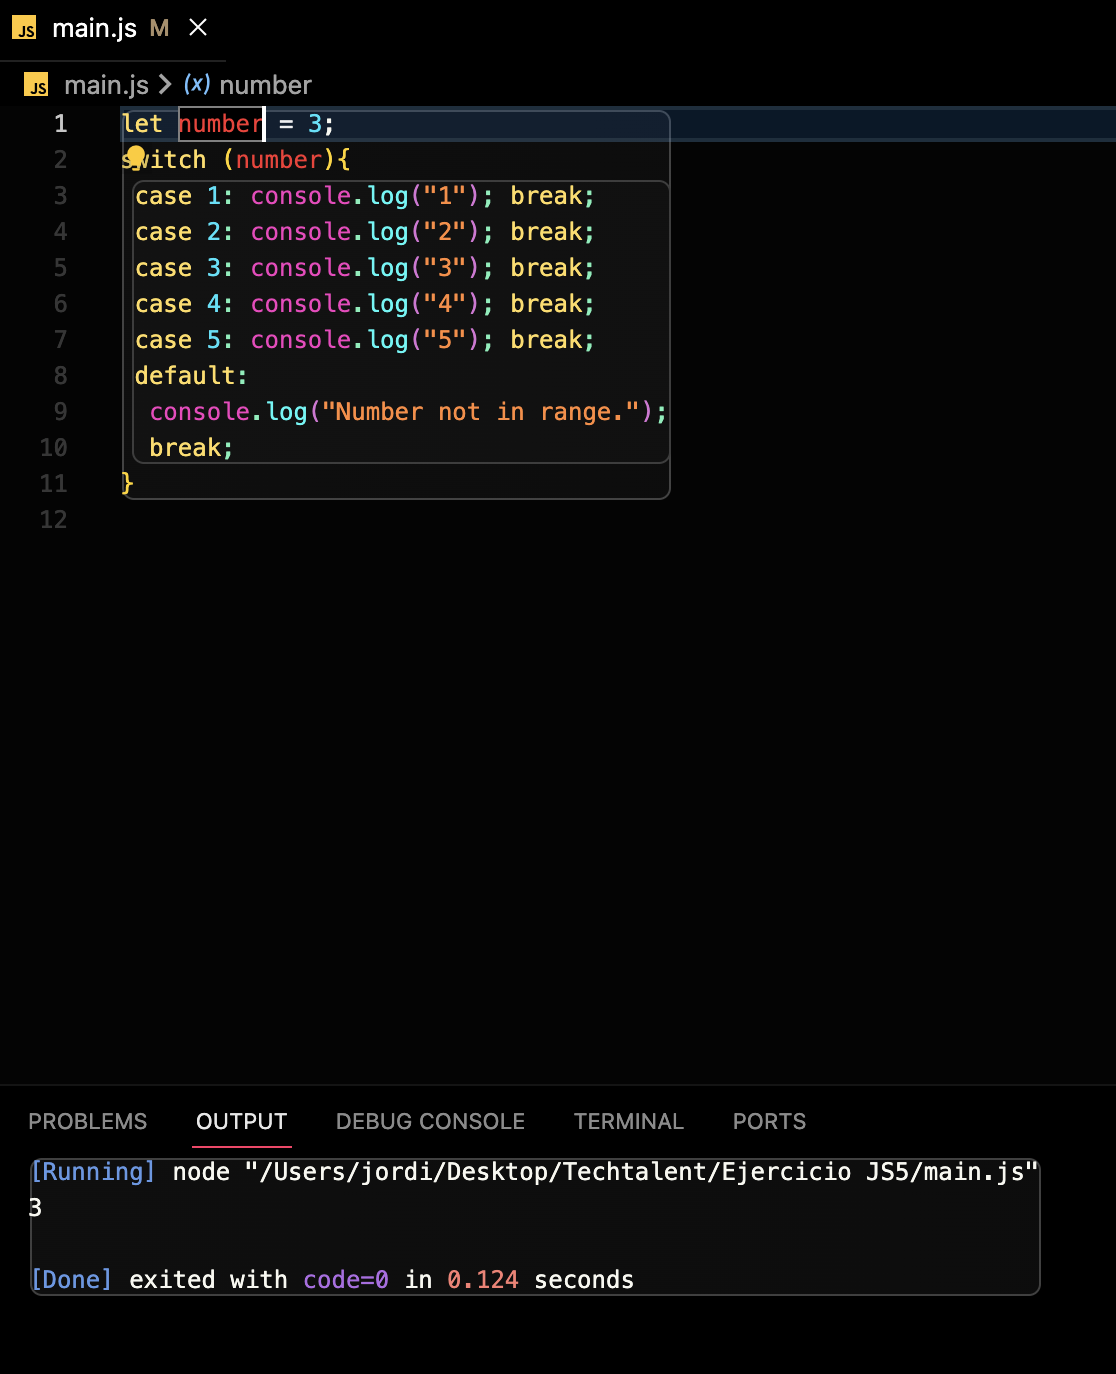 JS main.js M ×
JS main.js > (x) number
1 let number = 3;
2 switch (number){
3 case 1: console.log("1"); break;
4 case 2: console.log("2"); break;
5 case 3: console.log("3"); break;
6 case 4: console.log("4"); break;
7 case 5: console.log("5"); break;
8 default:
9 console.log("Number not in range.");
10 break;
11 }
12
PROBLEMS OUTPUT DEBUG CONSOLE TERMINAL PORTS
[Running] node "/Users/jordi/Desktop/Techtalent/Ejercicio JS5/main.js"
3
[Done] exited with code=0 in 0.124 seconds